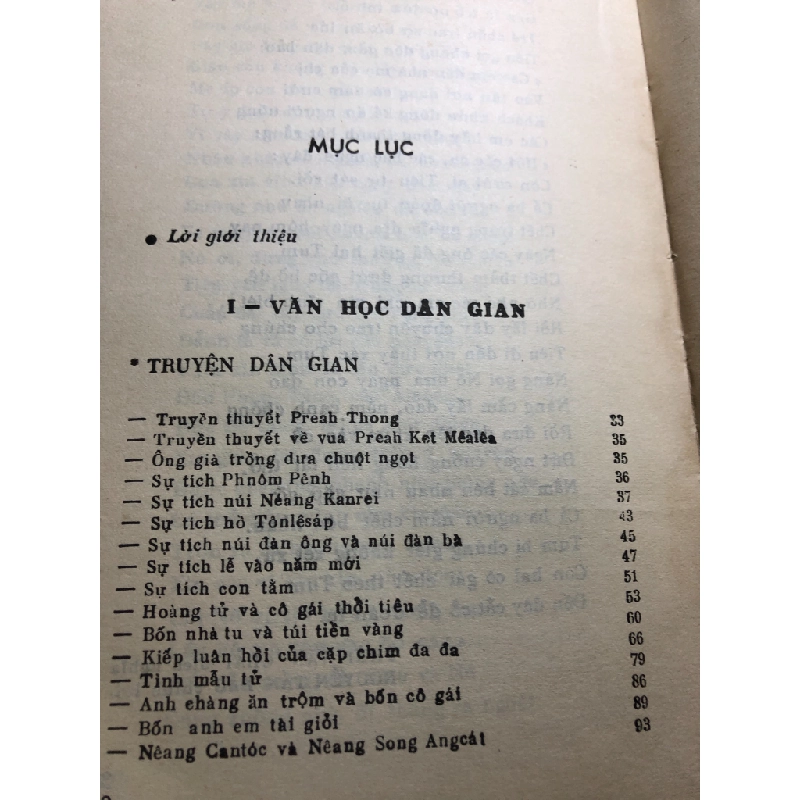 MỤC LỤC
• Lời giới thiệu
I – VĂN HỌC DÂN GIAN
* TRUYỆN DÂN GIAN
— Truyền thuyết Preah Thong 33
— Truyền thuyết về vua Preah Ket Mêalêa 35
— Ông già trồng dưa chuột ngọt 35
— Sự tích Phnôm Pênh 36
— Sự tích núi Nêang Kanrei 37
— Sự tích hồ Tônlêsáp 43
— Sự tích núi đàn ông và núi đàn bà 45
— Sự tích lễ vào năm mới 47
— Sự tích con tằm 51
— Hoàng tử và cô gái thổi tiêu 53
— Bốn nhà tu và túi tiền vàng 60
— Kiếp luân hồi của cặp chim đa đa 66
— Tình mẫu tử 79
— Anh chàng ăn trộm và bốn cô gái 86
— Bốn anh em tài giỏi 89
— Nêang Cantóc và Nêang Song Angcát 93